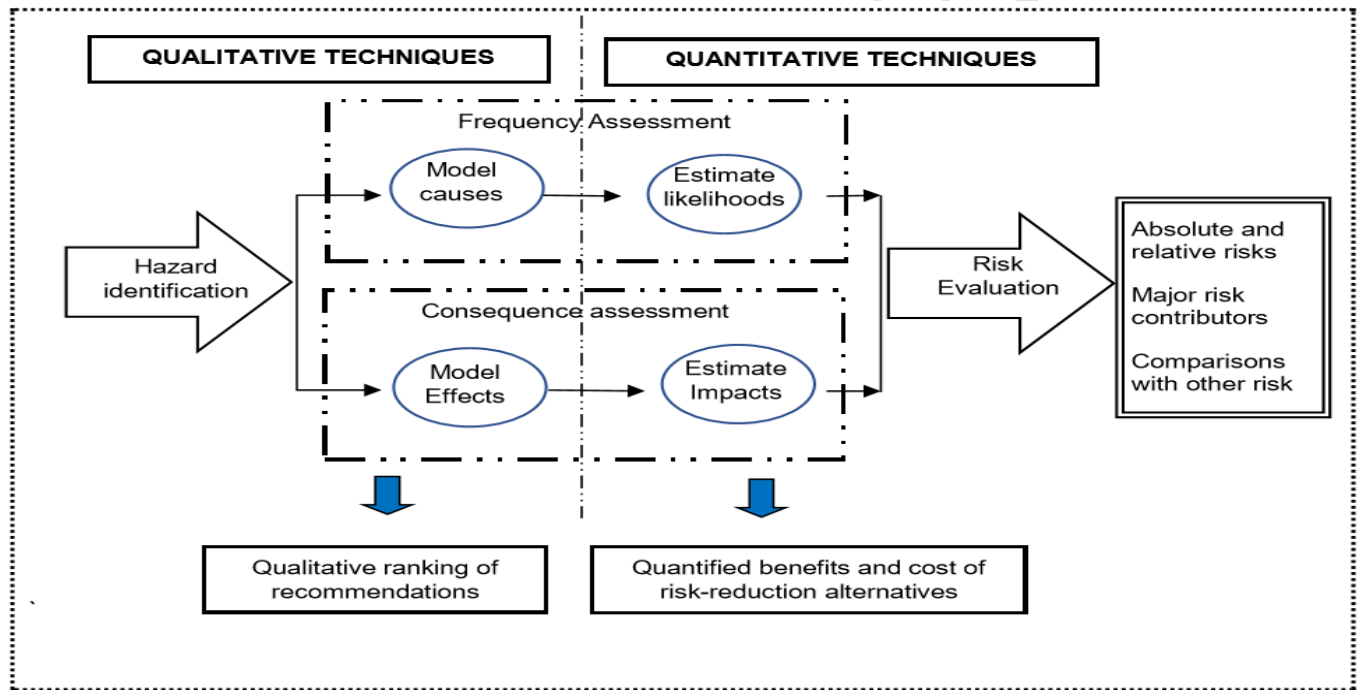 QUALITATIVE TECHNIQUES
QUANTITATIVE TECHNIQUES
Frequency Assessment
Model
causes
Estimate
likelihoods
Hazard
identification
Risk
Evaluation
Absolute and
relative risks
Major risk
contributors
Comparisons
with other risk
Consequence assessment
Model
Effects
Estimate
Impacts
Qualitative ranking of
recommendations
Quantified benefits and cost of
risk-reduction alternatives
`